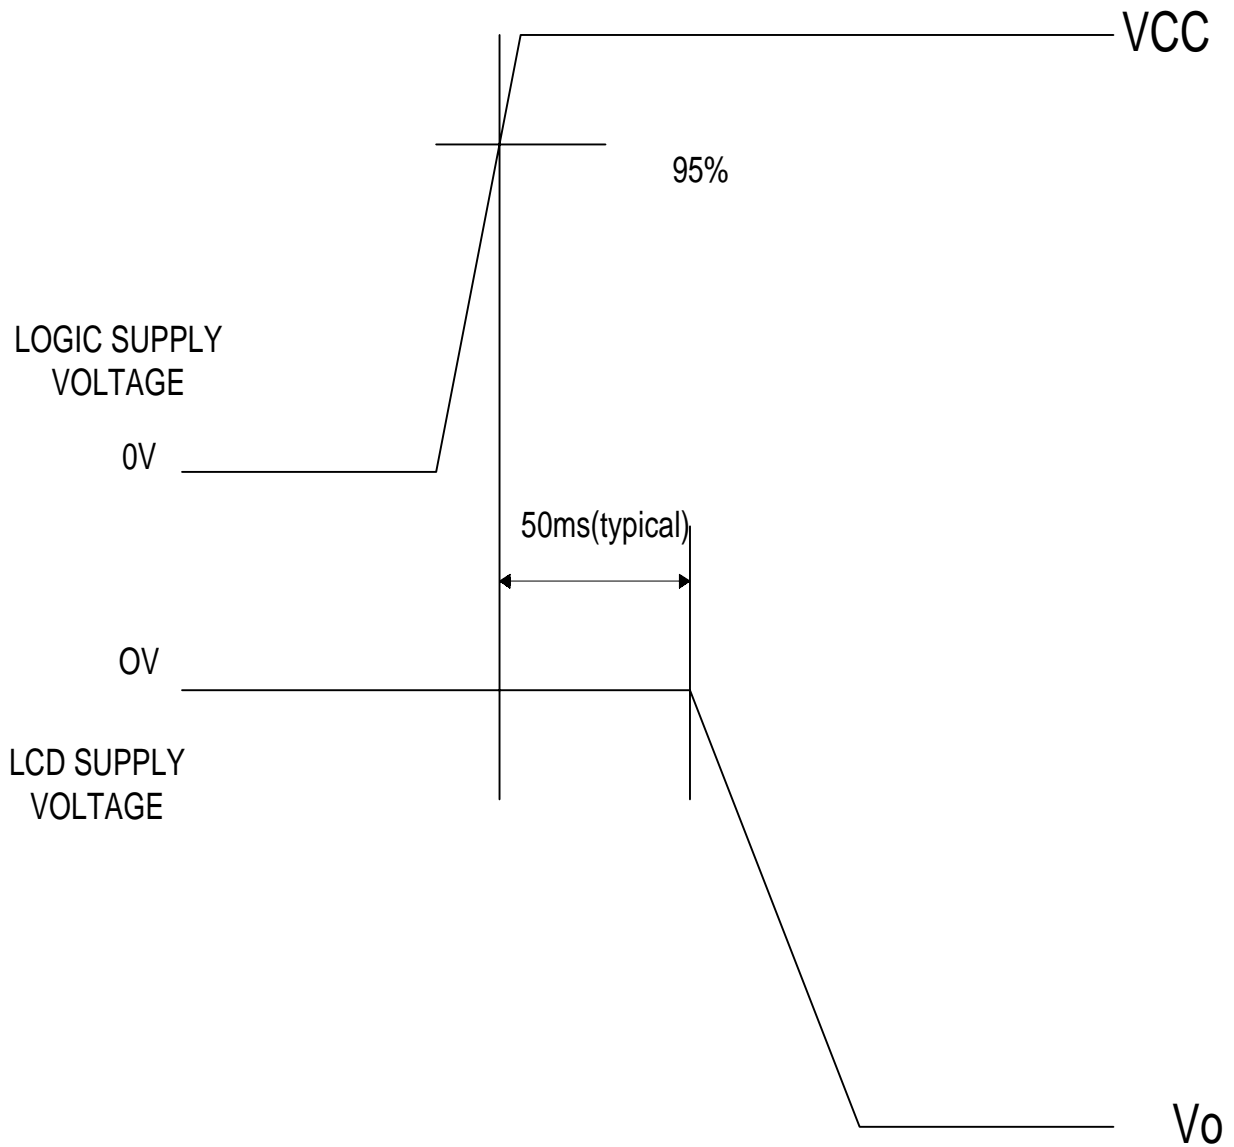 VCC
95%
LOGIC SUPPLY
VOLTAGE
0V
50ms(typical)
OV
LCD SUPPLY
VOLTAGE
Vo